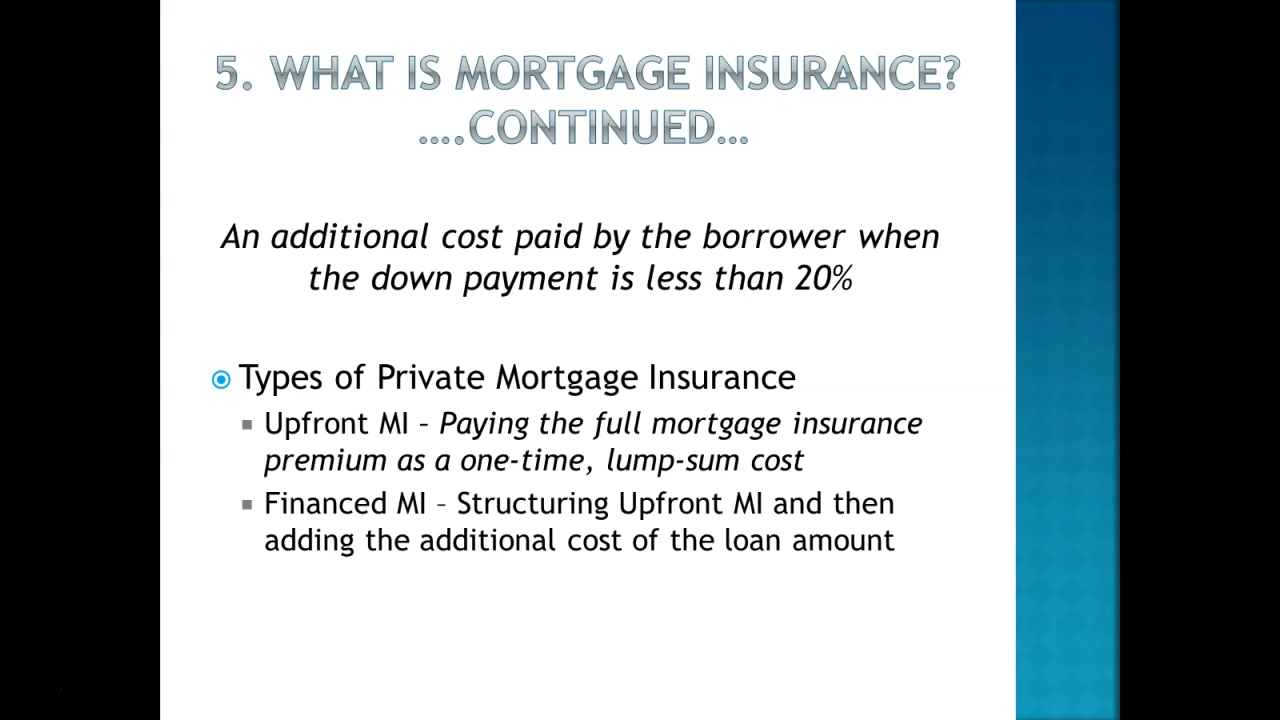 5. WHAT IS MORTGAGE INSURANCE?
....CONTINUED...
An additional cost paid by the borrower when
the down payment is less than 20%
Types of Private Mortgage Insurance
Upfront MI – Paying the full mortgage insurance
premium as a one-time, lump-sum cost
Financed MI – Structuring Upfront MI and then
adding the additional cost of the loan amount